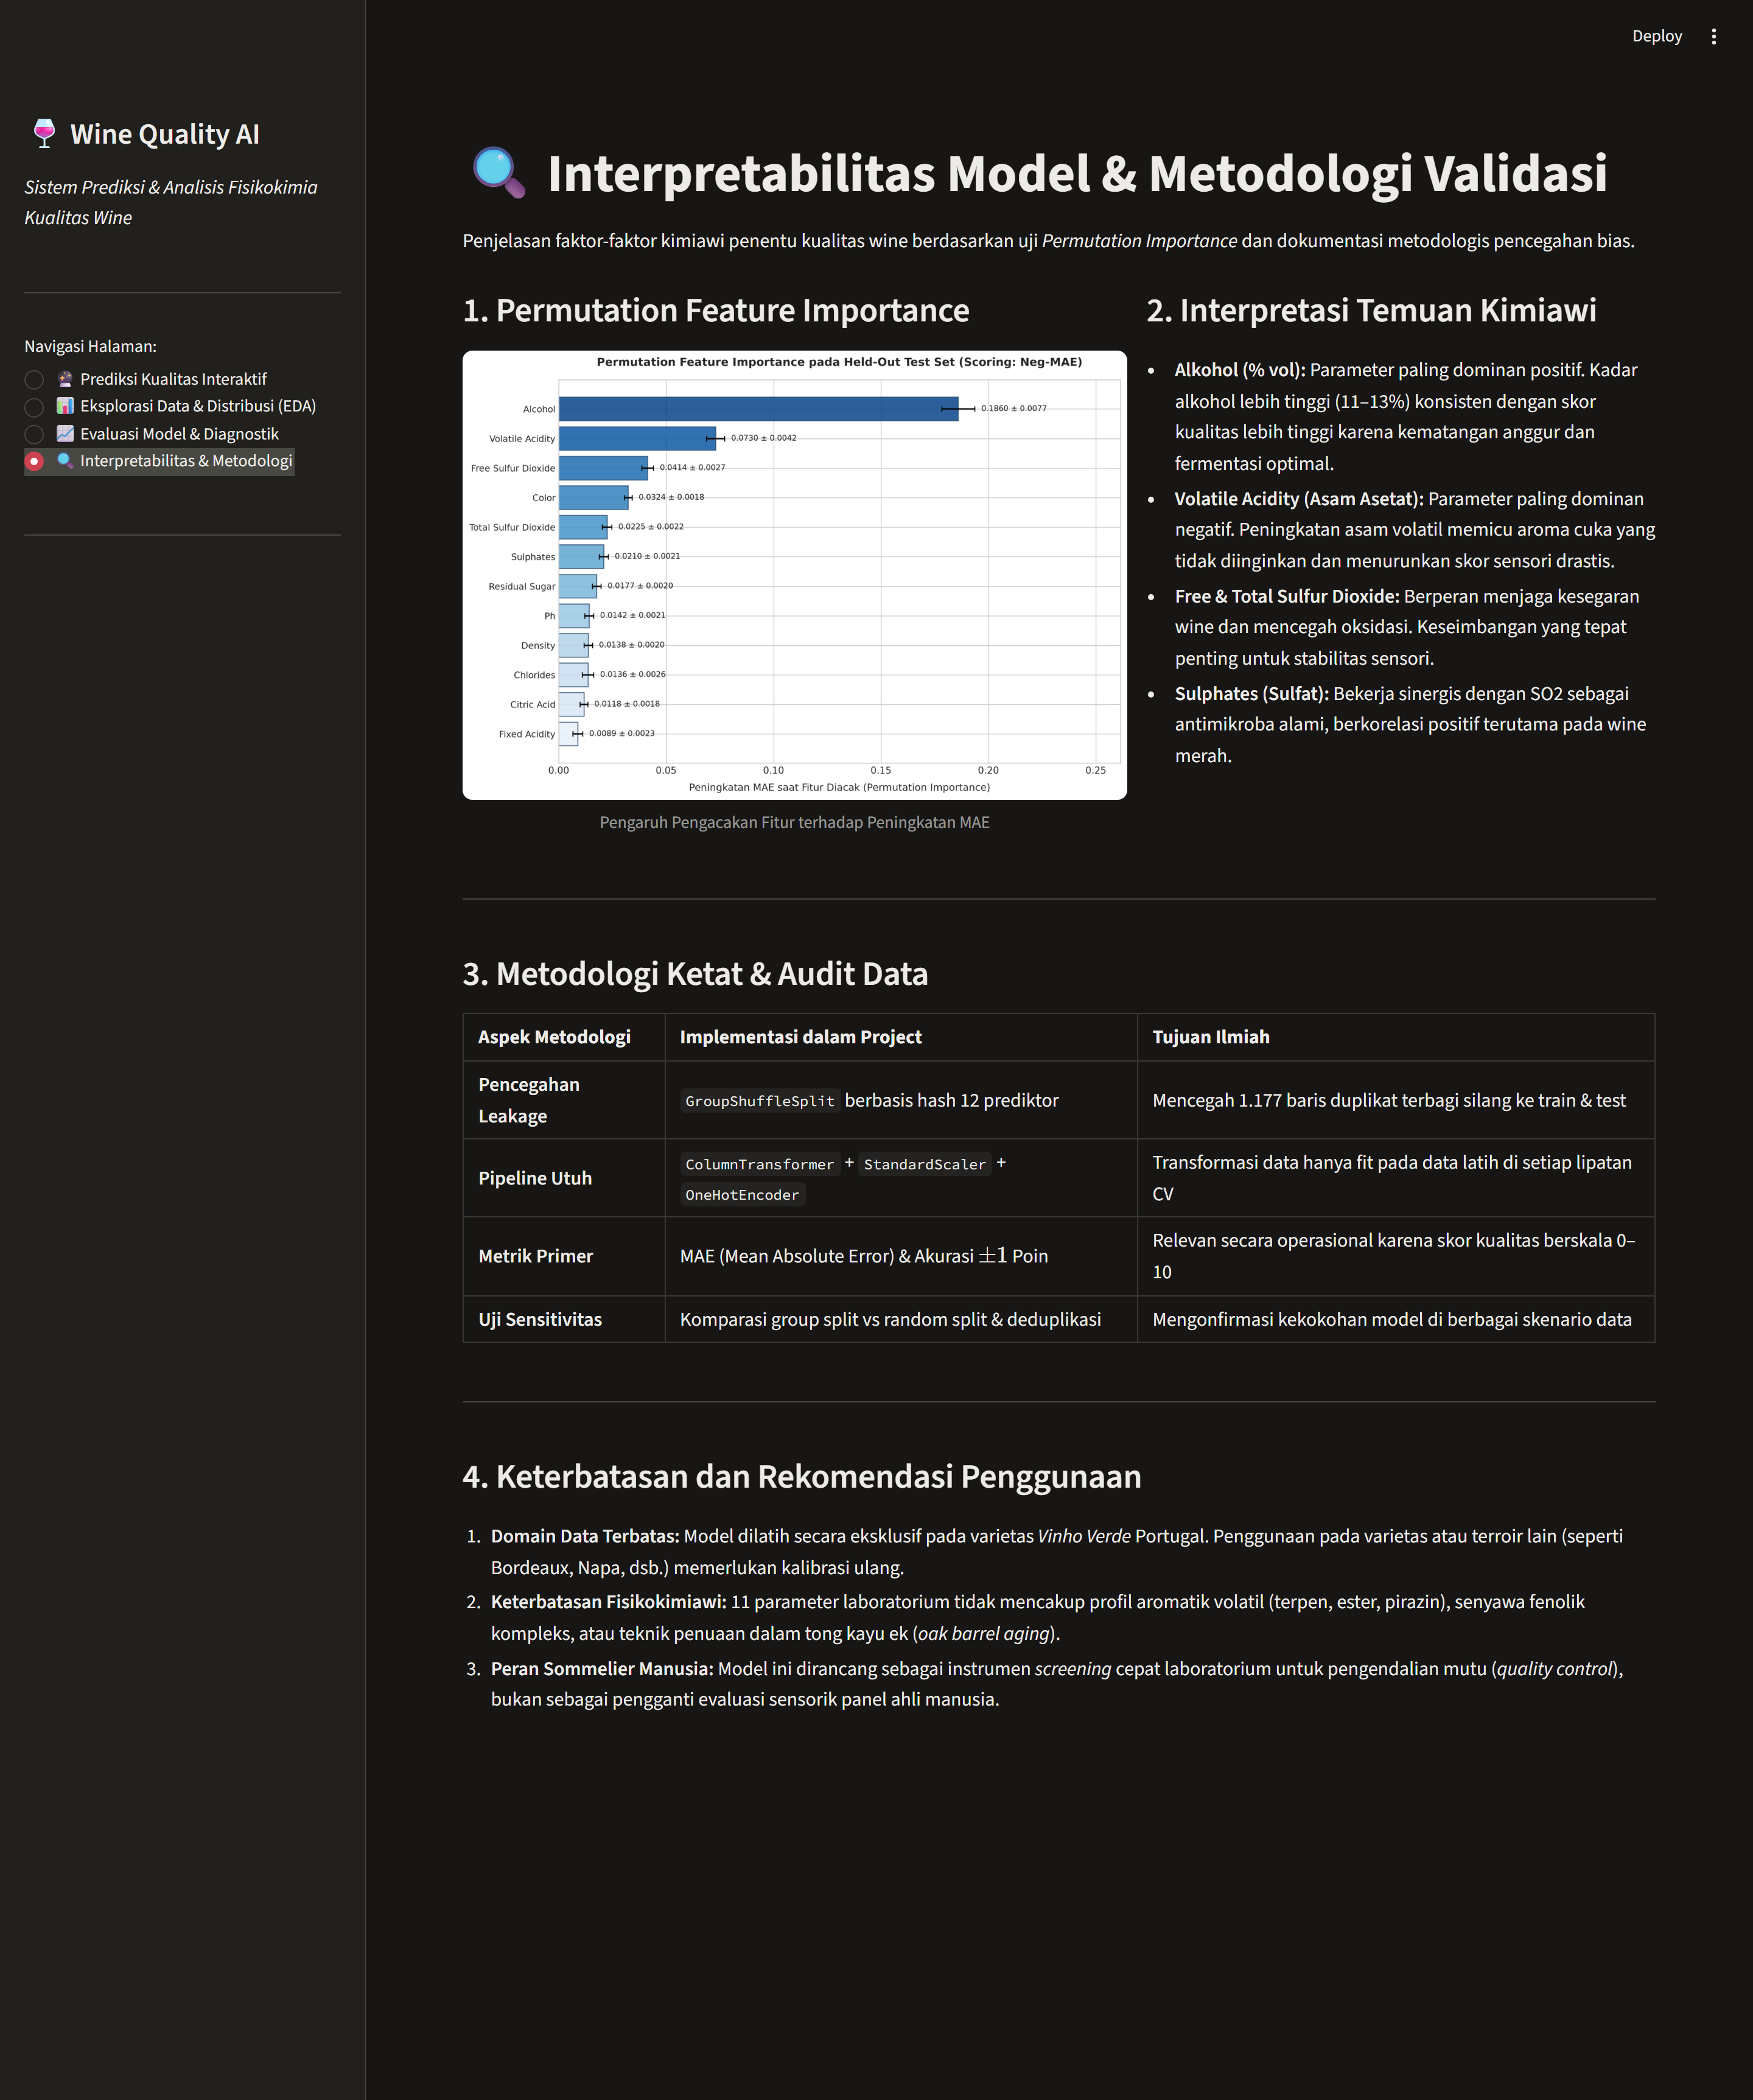 Deploy
Wine Quality AI
Sistem Prediksi & Analisis Fisikokimia
Kualitas Wine
Navigasi Halaman:
Prediksi Kualitas Interaktif
Eksplorasi Data & Distribusi (EDA)
Evaluasi Model & Diagnostik
Interpretabilitas & Metodologi
Interpretabilitas Model & Metodologi Validasi
Penjelasan faktor-faktor kimiawi penentu kualitas wine berdasarkan uji Permutation Importance dan dokumentasi metodologis pencegahan bias.
1. Permutation Feature Importance
Permutation Feature Importance pada Held-Out Test Set (Scoring: Neg-MAE)
Alcohol 0.1860 ± 0.0077
Volatile Acidity 0.0730 ± 0.0042
Free Sulfur Dioxide 0.0414 ± 0.0027
Color 0.0324 ± 0.0018
Total Sulfur Dioxide 0.0225 ± 0.0022
Sulphates 0.0210 ± 0.0021
Residual Sugar 0.0177 ± 0.0020
Ph 0.0142 ± 0.0021
Density 0.0138 ± 0.0020
Chlorides 0.0136 ± 0.0026
Citric Acid 0.0118 ± 0.0018
Fixed Acidity 0.0089 ± 0.0023
0.00 0.05 0.10 0.15 0.20 0.25
Peningkatan MAE saat Fitur Diacak (Permutation Importance)
Pengaruh Pengacakan Fitur terhadap Peningkatan MAE
2. Interpretasi Temuan Kimiawi
• Alkohol (% vol): Parameter paling dominan positif. Kadar
alkohol lebih tinggi (11–13%) konsisten dengan skor
kualitas lebih tinggi karena kematangan anggur dan
fermentasi optimal.
• Volatile Acidity (Asam Asetat): Parameter paling dominan
negatif. Peningkatan asam volatil memicu aroma cuka yang
tidak diinginkan dan menurunkan skor sensori drastis.
• Free & Total Sulfur Dioxide: Berperan menjaga kesegaran
wine dan mencegah oksidasi. Keseimbangan yang tepat
penting untuk stabilitas sensori.
• Sulphates (Sulfat): Bekerja sinergis dengan SO2 sebagai
antimikroba alami, berkorelasi positif terutama pada wine
merah.
3. Metodologi Ketat & Audit Data
Aspek Metodologi Implementasi dalam Project Tujuan Ilmiah
Pencegahan
Leakage
GroupShuffleSplit berbasis hash 12 prediktor
Mencegah 1.177 baris duplikat terbagi silang ke train & test
Pipeline Utuh
ColumnTransformer + StandardScaler +
OneHotEncoder
Transformasi data hanya fit pada data latih di setiap lipatan
CV
Metrik Primer
MAE (Mean Absolute Error) & Akurasi ±1 Poin
Relevan secara operasional karena skor kualitas berskala 0–
10
Uji Sensitivitas
Komparasi group split vs random split & deduplikasi
Mengonfirmasi kekokohan model di berbagai skenario data
4. Keterbatasan dan Rekomendasi Penggunaan
1. Domain Data Terbatas: Model dilatih secara eksklusif pada varietas Vinho Verde Portugal. Penggunaan pada varietas atau terroir lain (seperti
Bordeaux, Napa, dsb.) memerlukan kalibrasi ulang.
2. Keterbatasan Fisikokimiawi: 11 parameter laboratorium tidak mencakup profil aromatik volatil (terpen, ester, pirazin), senyawa fenolik
kompleks, atau teknik penuaan dalam tong kayu ek (oak barrel aging).
3. Peran Sommelier Manusia: Model ini dirancang sebagai instrumen screening cepat laboratorium untuk pengendalian mutu (quality control),
bukan sebagai pengganti evaluasi sensorik panel ahli manusia.